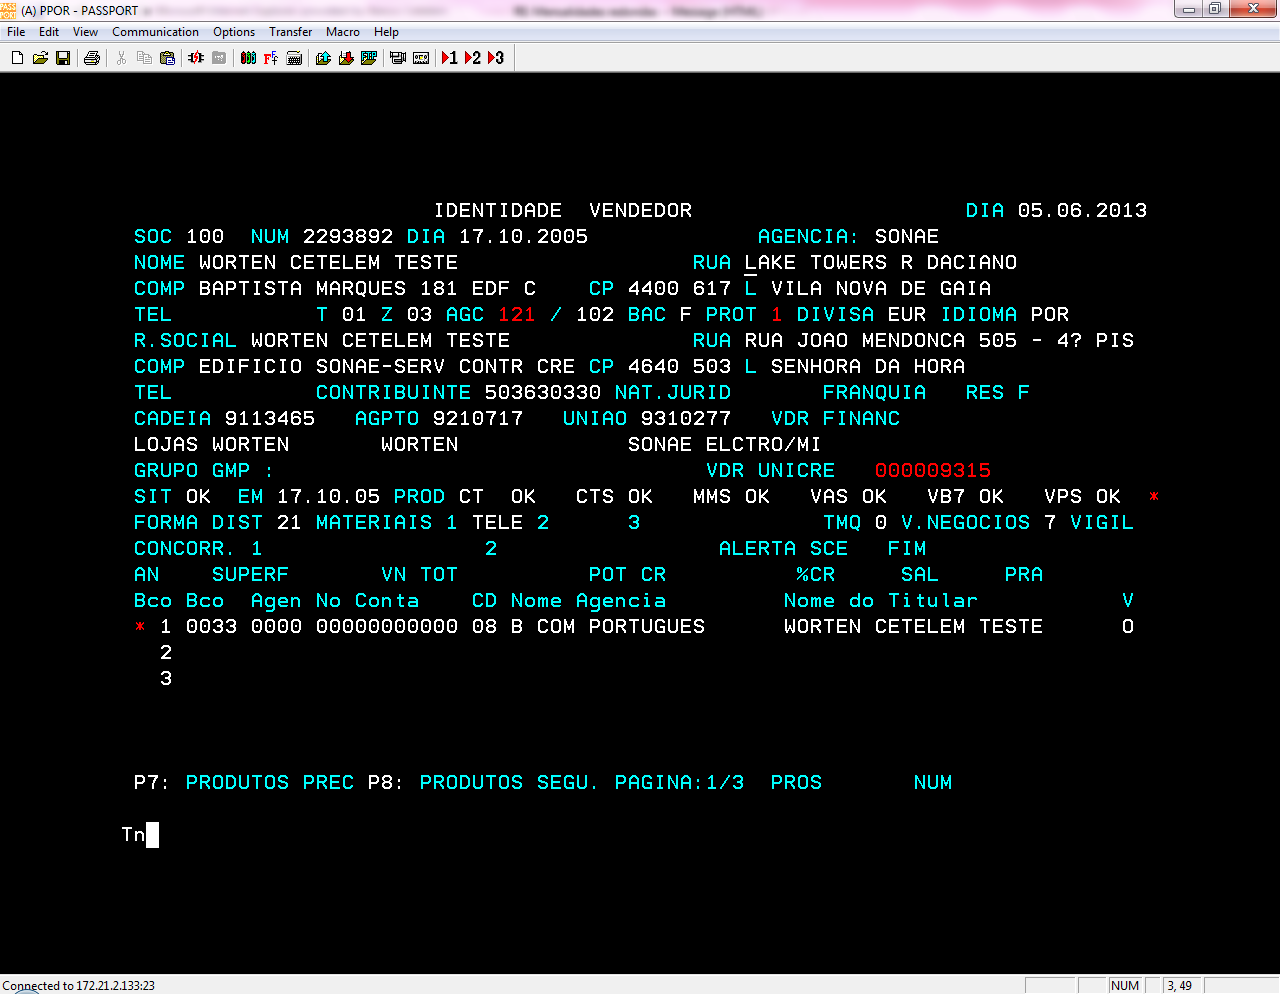 (A) PPOR - PASSPORT
File Edit View Communication Options Transfer Macro Help
1 2 3
IDENTIDADE VENDEDOR DIA 05.06.2013
SOC 100 NUM 2293892 DIA 17.10.2005 AGENCIA: SONAE
NOME WORTEN CETELEM TESTE RUA LAKE TOWERS R DACIANO
COMP BAPTISTA MARQUES 181 EDF C CP 4400 617 L VILA NOVA DE GAIA
TEL T 01 Z 03 AGC 121 / 102 BAC F PROT 1 DIVISA EUR IDIOMA POR
R.SOCIAL WORTEN CETELEM TESTE RUA RUA JOAO MENDONCA 505 - 4? PIS
COMP EDIFICIO SONAE-SERV CONTR CRE CP 4640 503 L SENHORA DA HORA
TEL CONTRIBUINTE 503630330 NAT.JURID FRANQUIA RES F
CADEIA 9113465 AGPTO 9210717 UNIAO 9310277 VDR FINANC
LOJAS WORTEN WORTEN SONAE ELCTRO/MI
GRUPO GMP : VDR UNICRE 000009315
SIT OK EM 17.10.05 PROD CT OK CTS OK MMS OK VAS OK VB7 OK VPS OK *
FORMA DIST 21 MATERIAIS 1 TELE 2 3 TMQ 0 V.NEGOCIOS 7 VIGIL
CONCORR. 1 2 ALERTA SCE FIM
AN SUPERF VN TOT POT CR %CR SAL PRA
Bco Bco Agen No Conta CD Nome Agencia Nome do Titular V
* 1 0033 0000 00000000000 08 B COM PORTUGUES WORTEN CETELEM TESTE O
2
3
P7: PRODUTOS PREC P8: PRODUTOS SEGU. PAGINA:1/3 PROS NUM
Tn
Connected to 172.21.2.133:23 NUM 3, 49